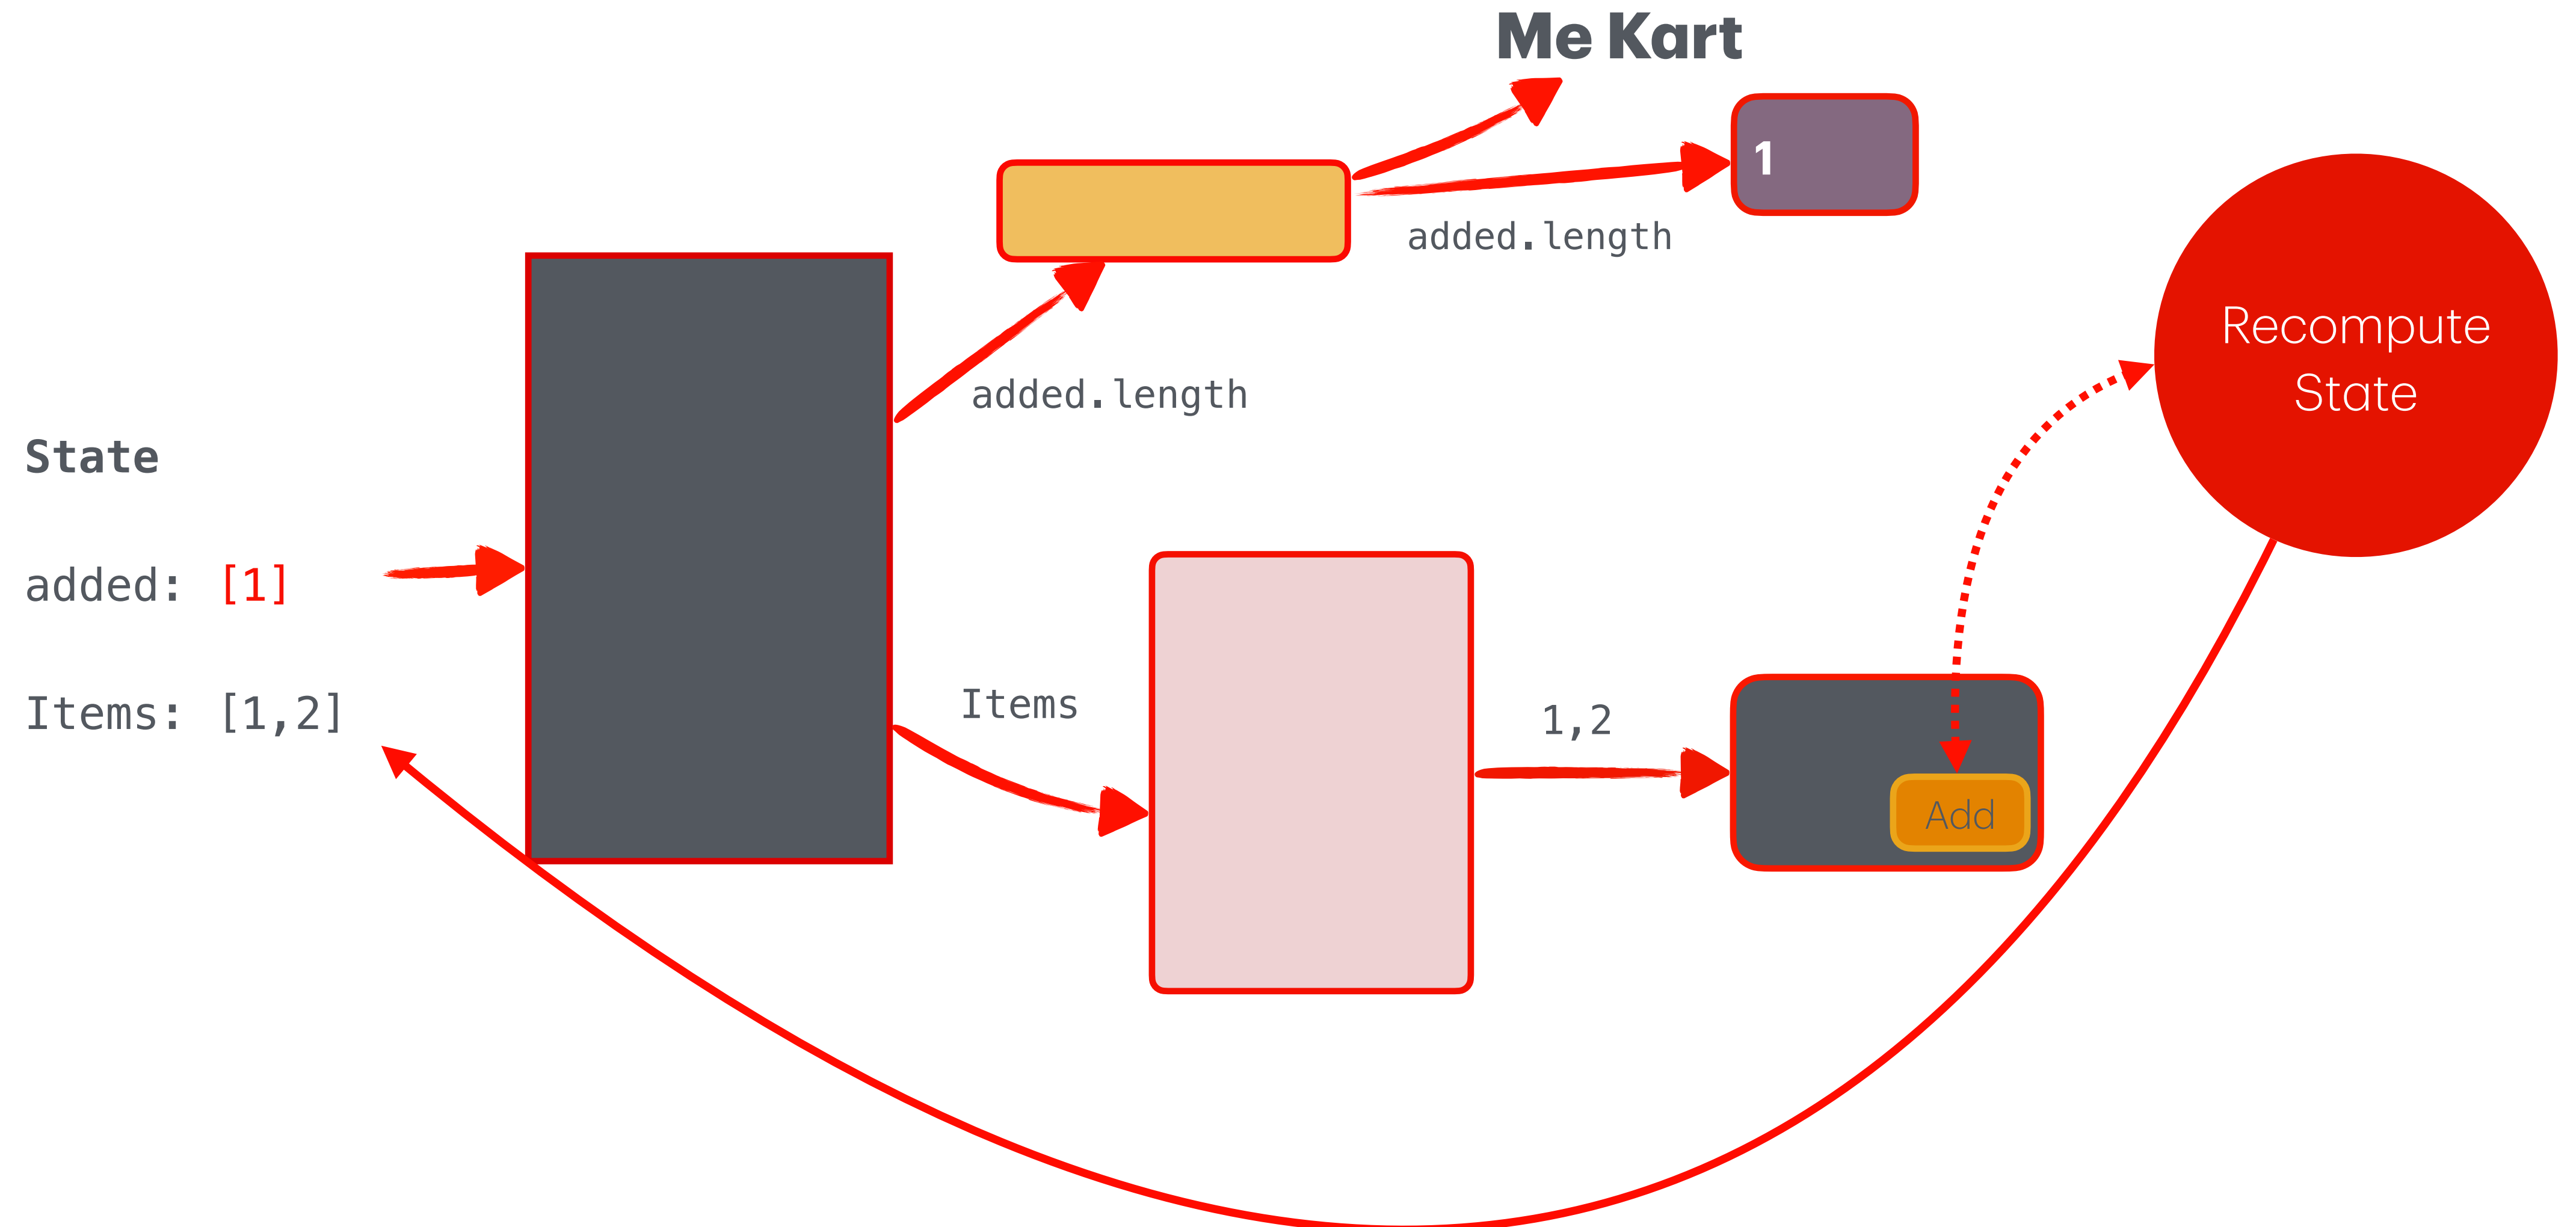 Me Kart
1
added.length
Recompute
State
added.length
State
added: [1]
Items: [1,2]
Items
1,2
Add